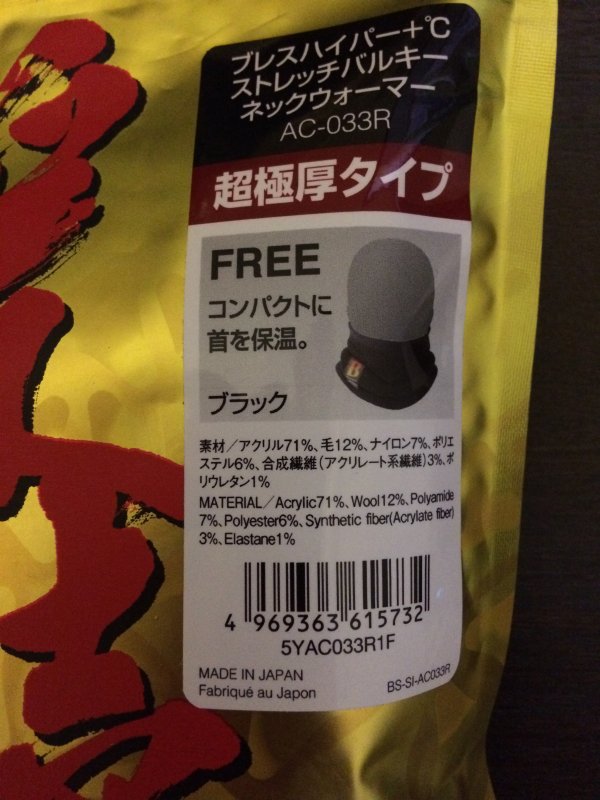 ブレスハイパー+℃
ストレッチバルキー
ネックウォーマー
AC-033R
超極厚タイプ
FREE
コンパクトに
首を保温。
ブラック
素材／アクリル71%、毛12%、ナイロン7%、ポリエ
ステル6%、合成繊維(アクリレート系繊維)3%、ポ
リウレタン1%
MATERIAL／Acrylic71%、Wool12%、Polyamide
7%、Polyester6%、Synthetic fiber(Acrylate fiber)
3%、Elastane1%
4 969363 615732
5YAC033R1F
MADE IN JAPAN
Fabriqué au Japon
BS-SI-AC033R